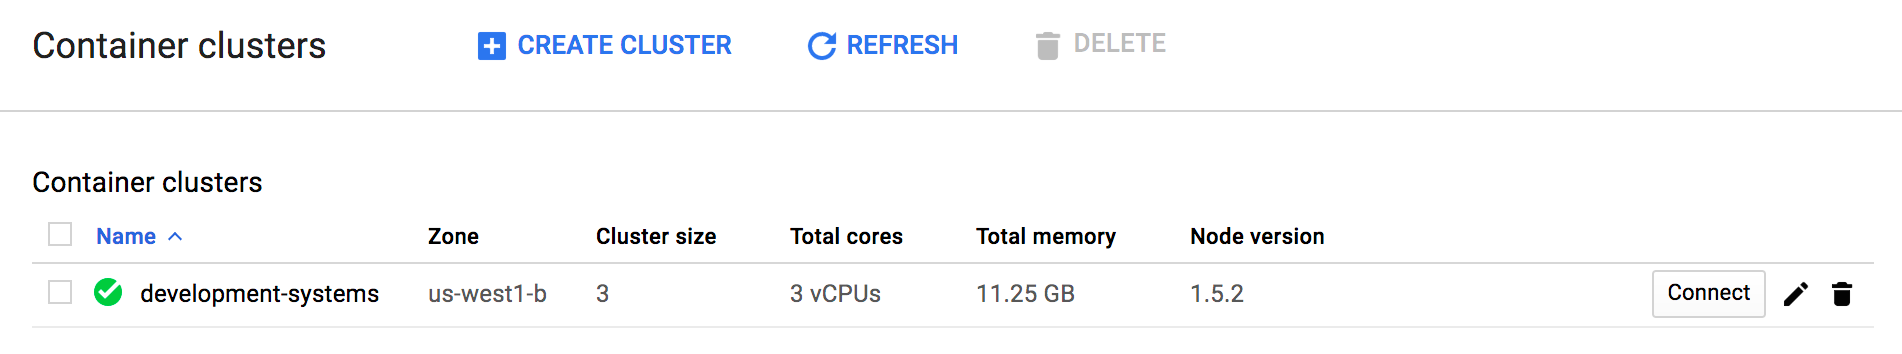 Container clusters CREATE CLUSTER REFRESH DELETE
Container clusters
Name Zone Cluster size Total cores Total memory Node version
development-systems us-west1-b 3 3 vCPUs 11.25 GB 1.5.2 Connect